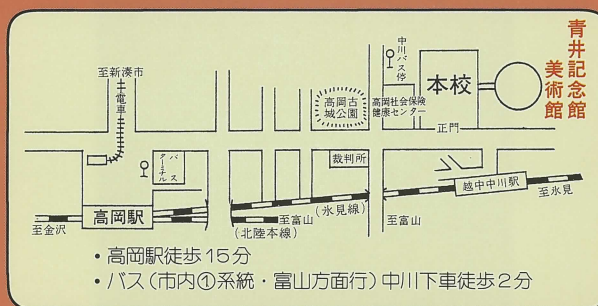 青井記念館
美術館
本校
正門
中川バス停
高岡社会保険
健康センター
高岡古
城公園
至新湊市
電車
バス
ターミナル
裁判所
越中中川駅
至氷見
高岡駅
至金沢
(氷見線)
至富山
(北陸本線)
至富山
・高岡駅徒歩15分
・バス(市内①系統・富山方面行)中川下車徒歩2分